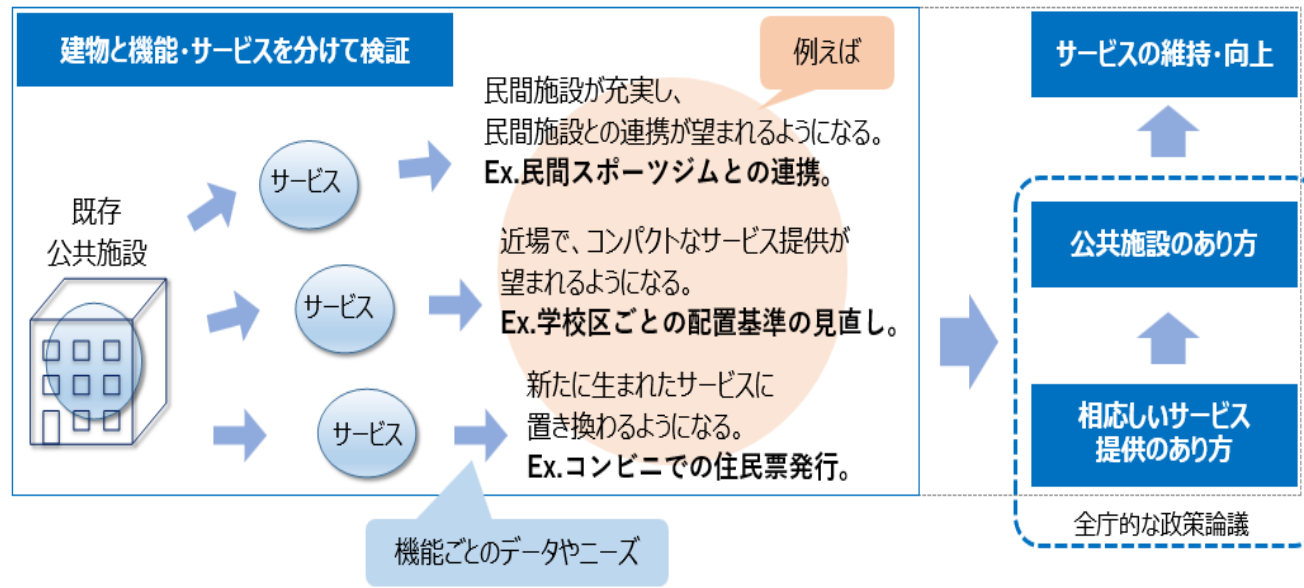 建物と機能・サービスを分けて検証
例えば
民間施設が充実し、
民間施設との連携が望まれるようになる。
Ex.民間スポーツジムとの連携。
サービス
既存
公共施設
近場で、コンパクトなサービス提供が
望まれるようになる。
Ex.学校区ごとの配置基準の見直し。
サービス
新たに生まれたサービスに
置き換わるようになる。
Ex.コンビニでの住民票発行。
サービス
機能ごとのデータやニーズ
サービスの維持・向上
公共施設のあり方
相応しいサービス
提供のあり方
全庁的な政策論議